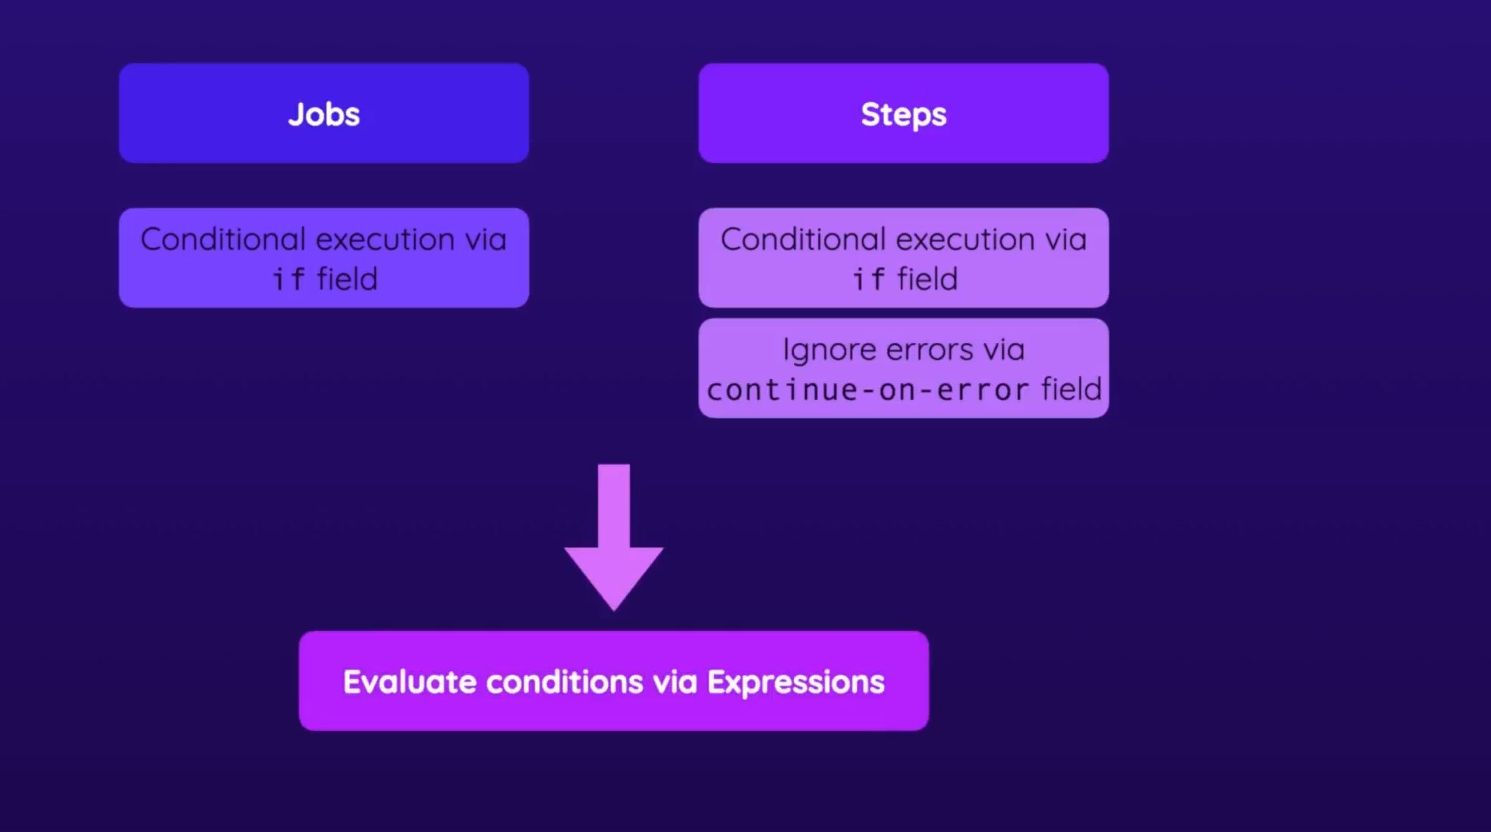 Jobs
Steps
Conditional execution via
if field
Conditional execution via
if field
Ignore errors via
continue-on-error field
Evaluate conditions via Expressions